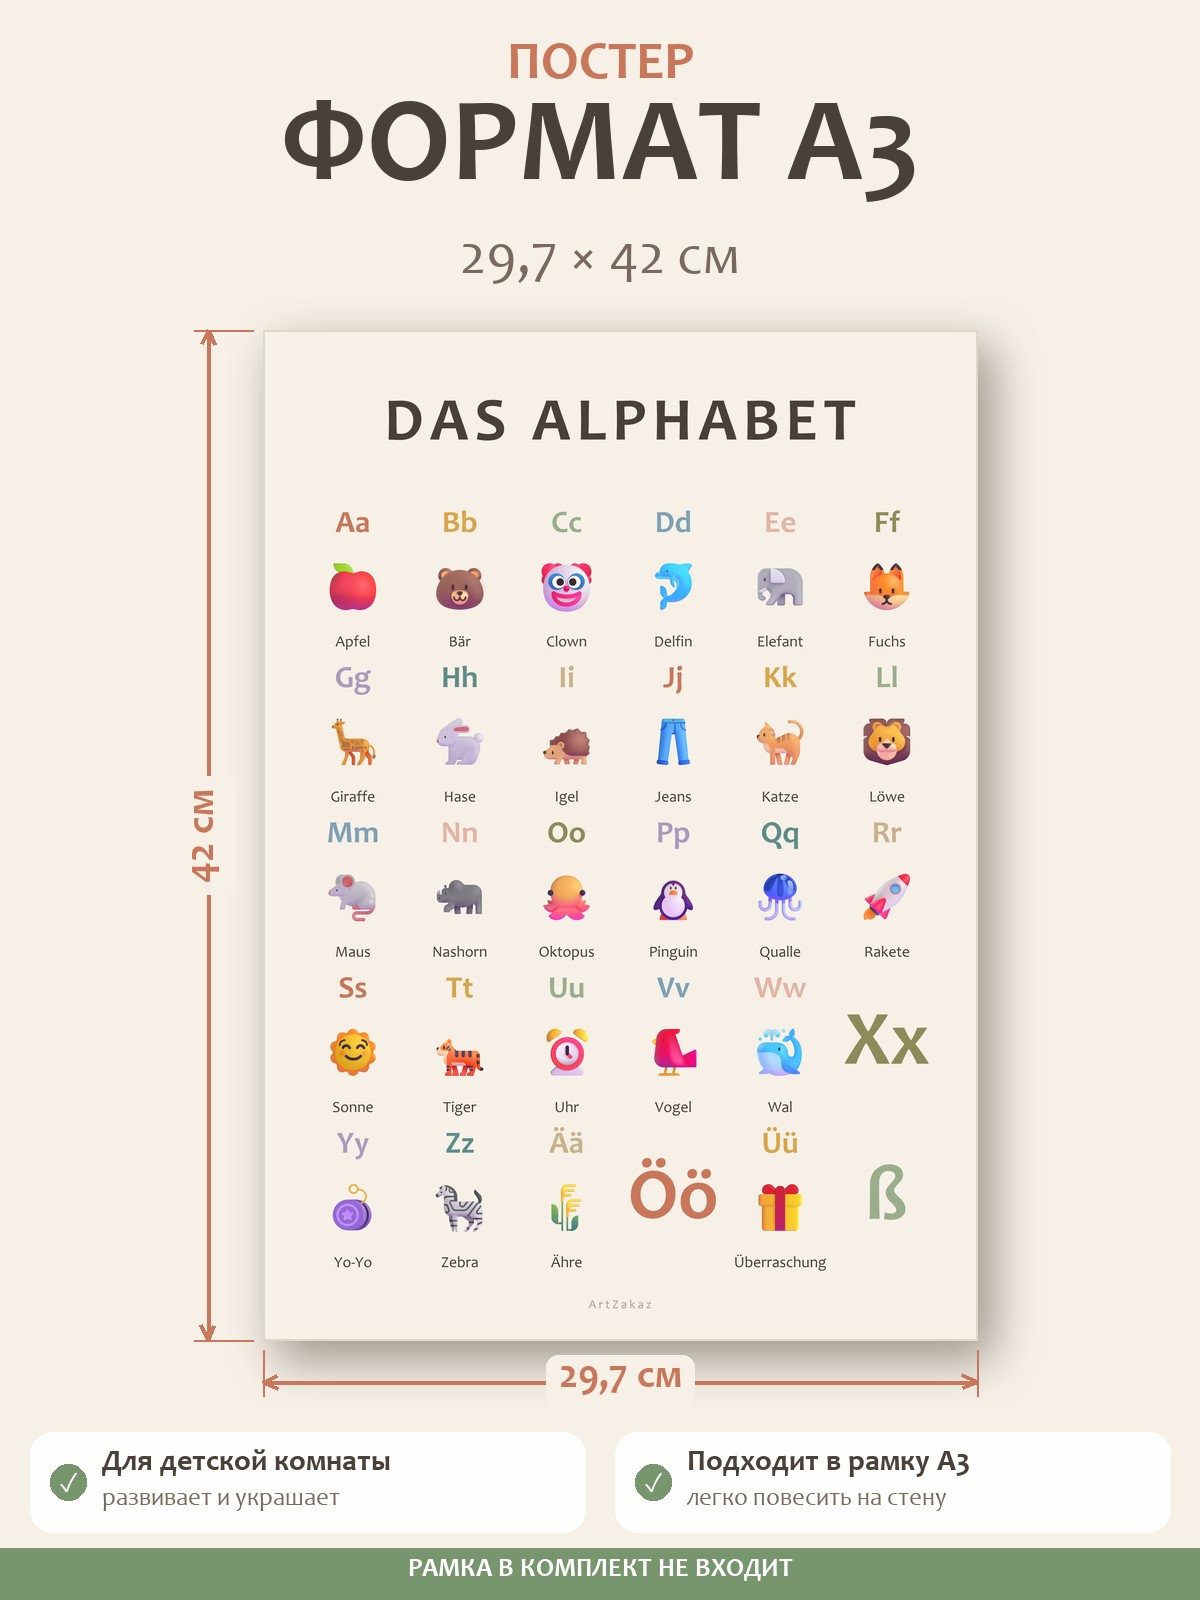 ПОСТЕР
ФОРМАТ А3
29,7 × 42 см
DAS ALPHABET
Aa Bb Cc Dd Ee Ff
Apfel Bär Clown Delfin Elefant Fuchs
Gg Hh Ii Jj Kk Ll
Giraffe Hase Igel Jeans Katze Löwe
42 см
Mm Nn Oo Pp Qq Rr
Maus Nashorn Oktopus Pinguin Qualle Rakete
Ss Tt Uu Vv Ww Xx
Sonne Tiger Uhr Vogel Wal
Yy Zz Ää Öö Üü ß
Yo-Yo Zebra Ähre Überraschung
ArtZakaz
29,7 см
Для детской комнаты
развивает и украшает
Подходит в рамку А3
легко повесить на стену
РАМКА В КОМПЛЕКТ НЕ ВХОДИТ